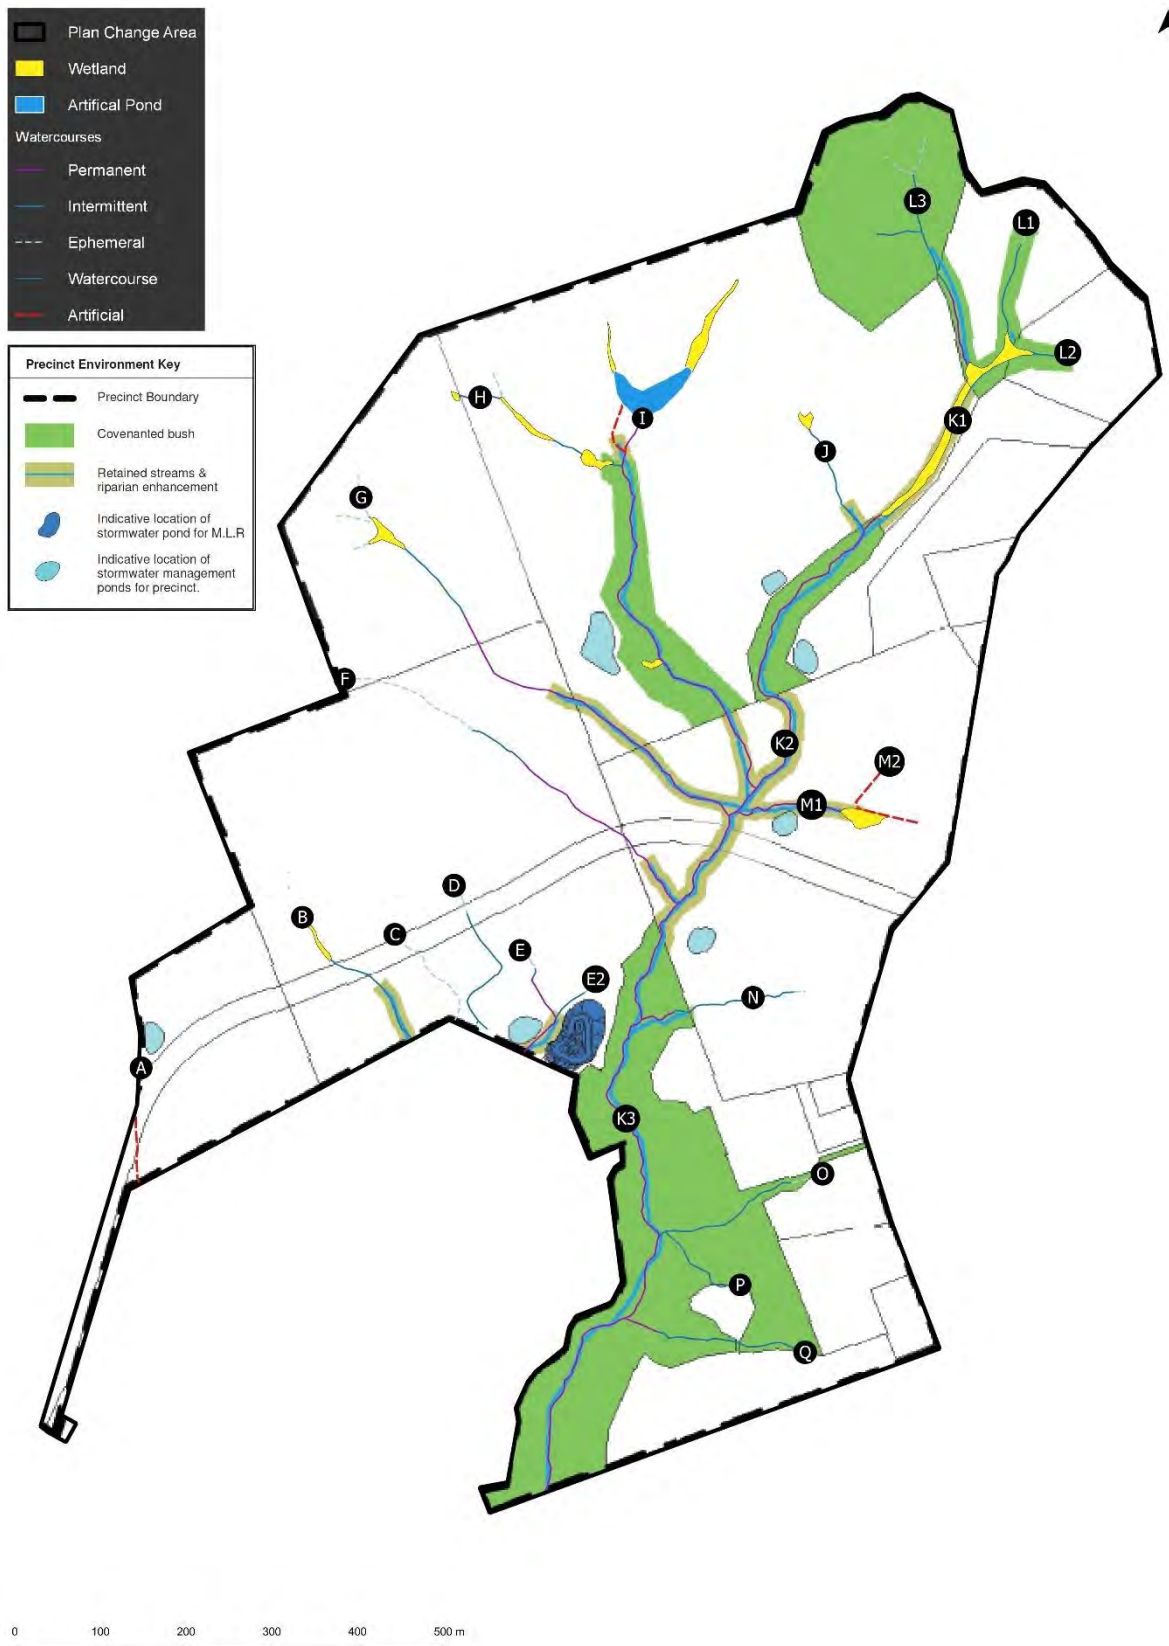 Plan Change Area
Wetland
Artifical Pond
Watercourses
Permanent
Intermittent
Ephemeral
Watercourse
Artificial
Precinct Environment Key
Precinct Boundary
Covenanted bush
Retained streams &
riparian enhancement
Indicative location of
stormwater pond for M.L.R
Indicative location of
stormwater management
ponds for precinct.
L3
L1
L2
H
I
K1
J
G
F
K2
M2
M1
D
B
C
E
E2
N
A
K3
O
P
Q
0 100 200 300 400 500 m